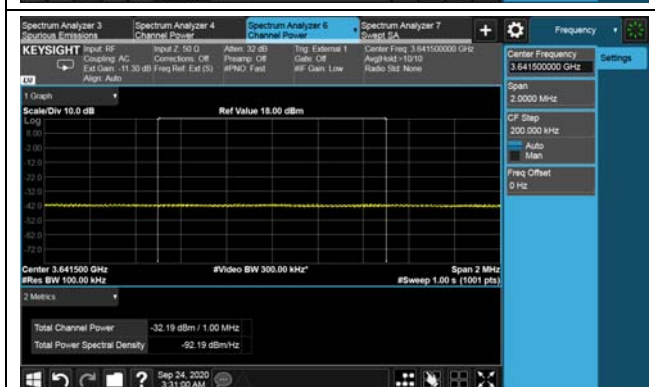 Spectrum Analyzer 3
Spurious Emissions
Spectrum Analyzer 4
Channel Power
Spectrum Analyzer 6
Channel Power
Spectrum Analyzer 7
Swept SA
+
Frequency
KEYSIGHT
Input: RF
Coupling: AC
Ext Gain: -11.30 dB
Align: Auto
Input Z: 50 Ω
Corrections: Off
Freq Ref: Ext (S)
Atten: 32 dB
Preamp: Off
#PNO: Fast
Trig: External 1
Gate: Off
#IF Gain: Low
Center Freq: 3.641500000 GHz
Avg|Hold:>10/10
Radio Std: None
LV
Center Frequency
3.641500000 GHz
Settings
Span
2.0000 MHz
CF Step
200.000 kHz
Auto
Man
Freq Offset
0 Hz
1 Graph
Scale/Div 10.0 dB
Ref Value 18.00 dBm
Log
8.00
-2.00
-12.0
-22.0
-32.0
-42.0
-52.0
-62.0
-72.0
Center 3.641500 GHz
#Video BW 300.00 kHz*
Span 2 MHz
#Res BW 100.00 kHz
#Sweep 1.00 s (1001 pts)
2 Metrics
Total Channel Power -32.19 dBm / 1.00 MHz
Total Power Spectral Density -92.19 dBm/Hz
?
Sep 24, 2020
3:31:00 AM